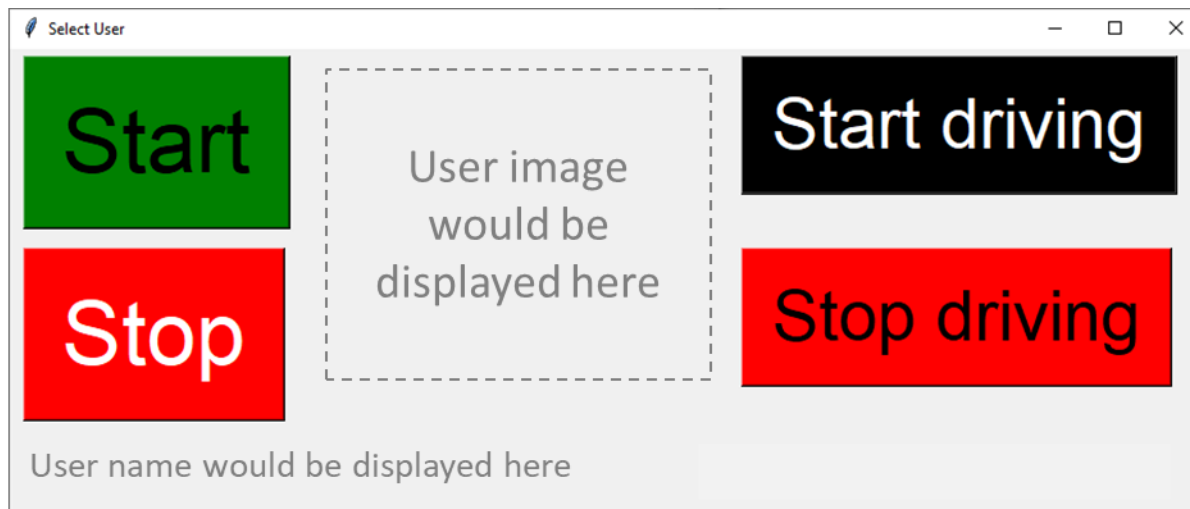 Select User
Start
User image
would be
displayed here
Start driving
Stop
Stop driving
User name would be displayed here